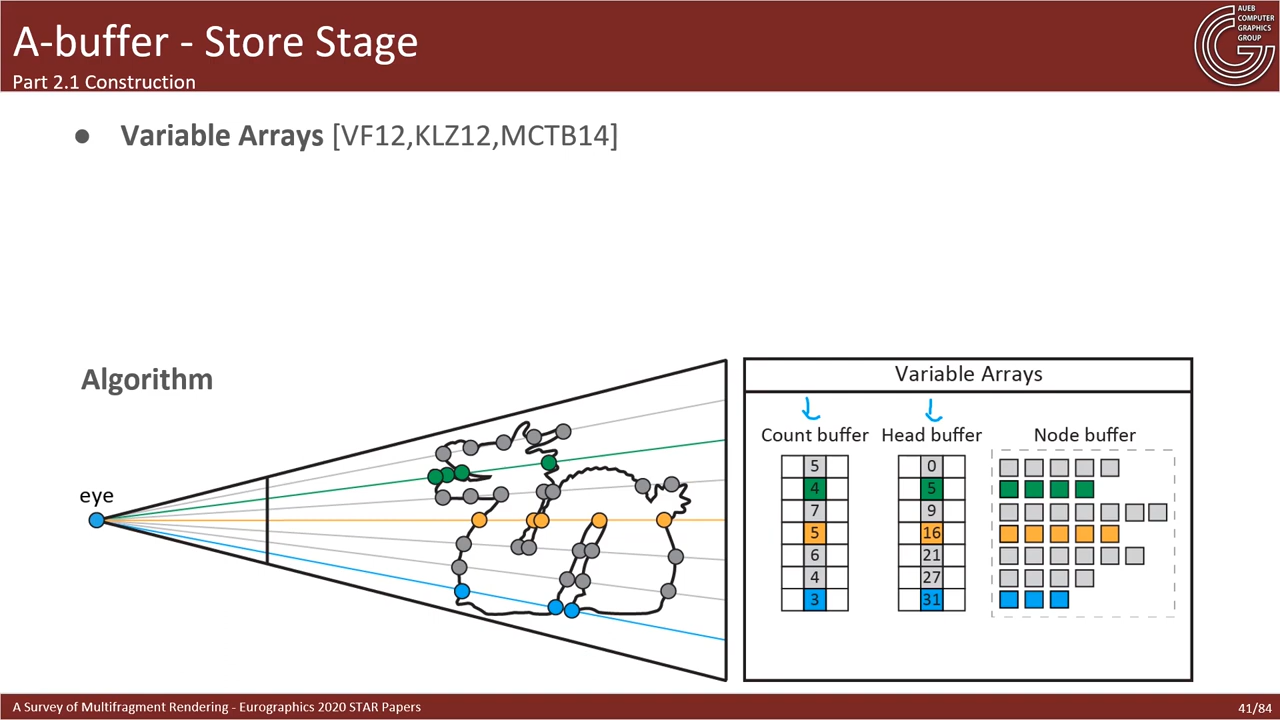 A-buffer - Store Stage
Part 2.1 Construction
AUEB
COMPUTER
GRAPHICS
GROUP
● Variable Arrays [VF12,KLZ12,MCTB14]
Algorithm
eye
Variable Arrays
Count buffer Head buffer Node buffer
5 0
4 5
7 9
5 16
6 21
4 27
3 31
A Survey of Multifragment Rendering - Eurographics 2020 STAR Papers
41/84